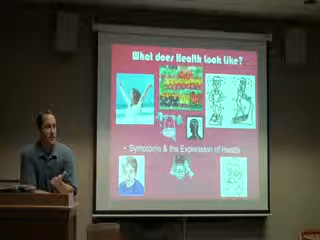 What does Health Look Like?
• Symptoms & the Expression of Health